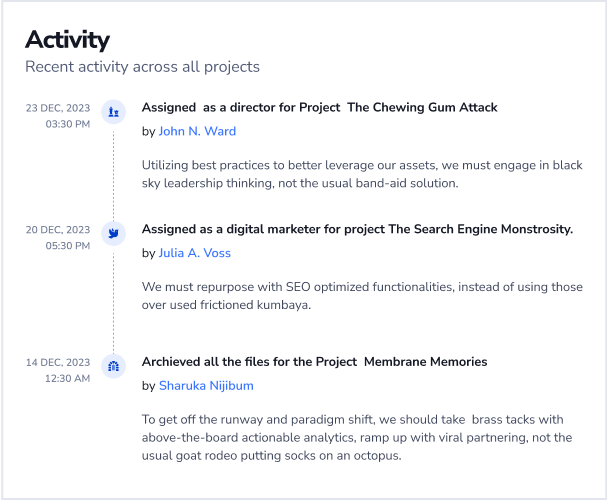 Activity
Recent activity across all projects
23 DEC, 2023
03:30 PM
Assigned  as a director for Project  The Chewing Gum Attack
by John N. Ward
Utilizing best practices to better leverage our assets, we must engage in black
sky leadership thinking, not the usual band-aid solution.
20 DEC, 2023
05:30 PM
Assigned as a digital marketer for project The Search Engine Monstrosity.
by Julia A. Voss
We must repurpose with SEO optimized functionalities, instead of using those
over used frictioned kumbaya.
14 DEC, 2023
12:30 AM
Archieved all the files for the Project  Membrane Memories
by Sharuka Nijibum
To get off the runway and paradigm shift, we should take  brass tacks with
above-the-board actionable analytics, ramp up with viral partnering, not the
usual goat rodeo putting socks on an octopus.